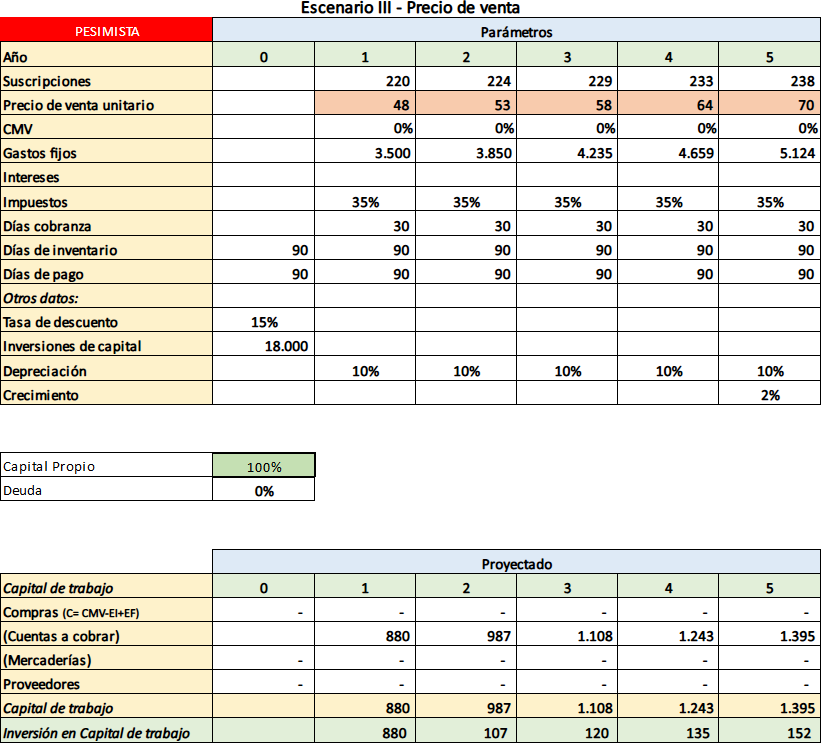 Escenario III - Precio de venta
PESIMISTA Parámetros
Año 0 1 2 3 4 5
Suscripciones 220 224 229 233 238
Precio de venta unitario 48 53 58 64 70
CMV 0% 0% 0% 0% 0%
Gastos fijos 3.500 3.850 4.235 4.659 5.124
Intereses
Impuestos 35% 35% 35% 35% 35%
Días cobranza 30 30 30 30 30
Días de inventario 90 90 90 90 90 90
Días de pago 90 90 90 90 90 90
Otros datos:
Tasa de descuento 15%
Inversiones de capital 18.000
Depreciación 10% 10% 10% 10% 10%
Crecimiento 2%
Capital Propio 100%
Deuda 0%
Proyectado
Capital de trabajo 0 1 2 3 4 5
Compras (C= CMV-EI+EF) - - - - - -
(Cuentas a cobrar) 880 987 1.108 1.243 1.395
(Mercaderías) - - - - - -
Proveedores - - - - - -
Capital de trabajo 880 987 1.108 1.243 1.395
Inversión en Capital de trabajo 880 107 120 135 152